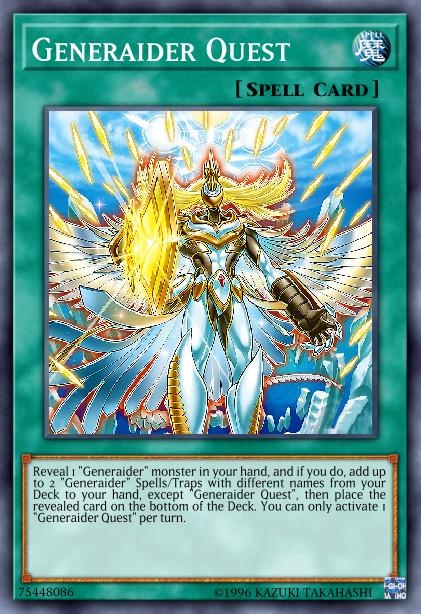 Generaider Quest
SPELL
魔
[Spell Card]
Reveal 1 "Generaider" monster in your hand, and if you do, add up
to 2 "Generaider" Spells/Traps with different names from your
Deck to your hand, except "Generaider Quest", then place the
revealed card on the bottom of the Deck. You can only activate 1
"Generaider Quest" per turn.
75448086
©1996 KAZUKI TAKAHASHI